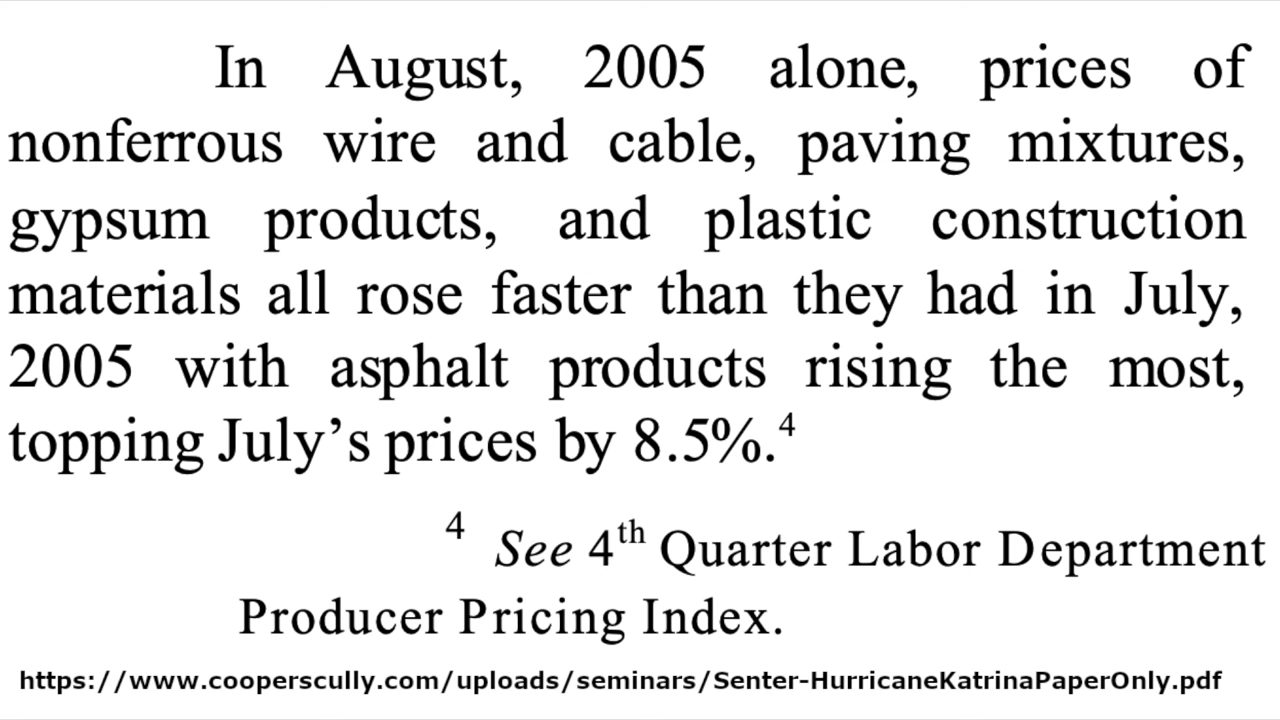 In August, 2005 alone, prices of
nonferrous wire and cable, paving mixtures,
gypsum products, and plastic construction
materials all rose faster than they had in July,
2005 with asphalt products rising the most,
topping July’s prices by 8.5%.4
4 See 4th Quarter Labor Department
Producer Pricing Index.
https://www.cooperscully.com/uploads/seminars/Senter-HurricaneKatrinaPaperOnly.pdf